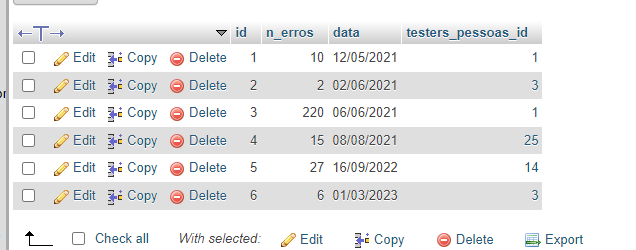 id n_erros data testers_pessoas_id
Edit Copy Delete 1 10 12/05/2021 1
Edit Copy Delete 2 2 02/06/2021 3
Edit Copy Delete 3 220 06/06/2021 1
Edit Copy Delete 4 15 08/08/2021 25
Edit Copy Delete 5 27 16/09/2022 14
Edit Copy Delete 6 6 01/03/2023 3
Check all With selected: Edit Copy Delete Export